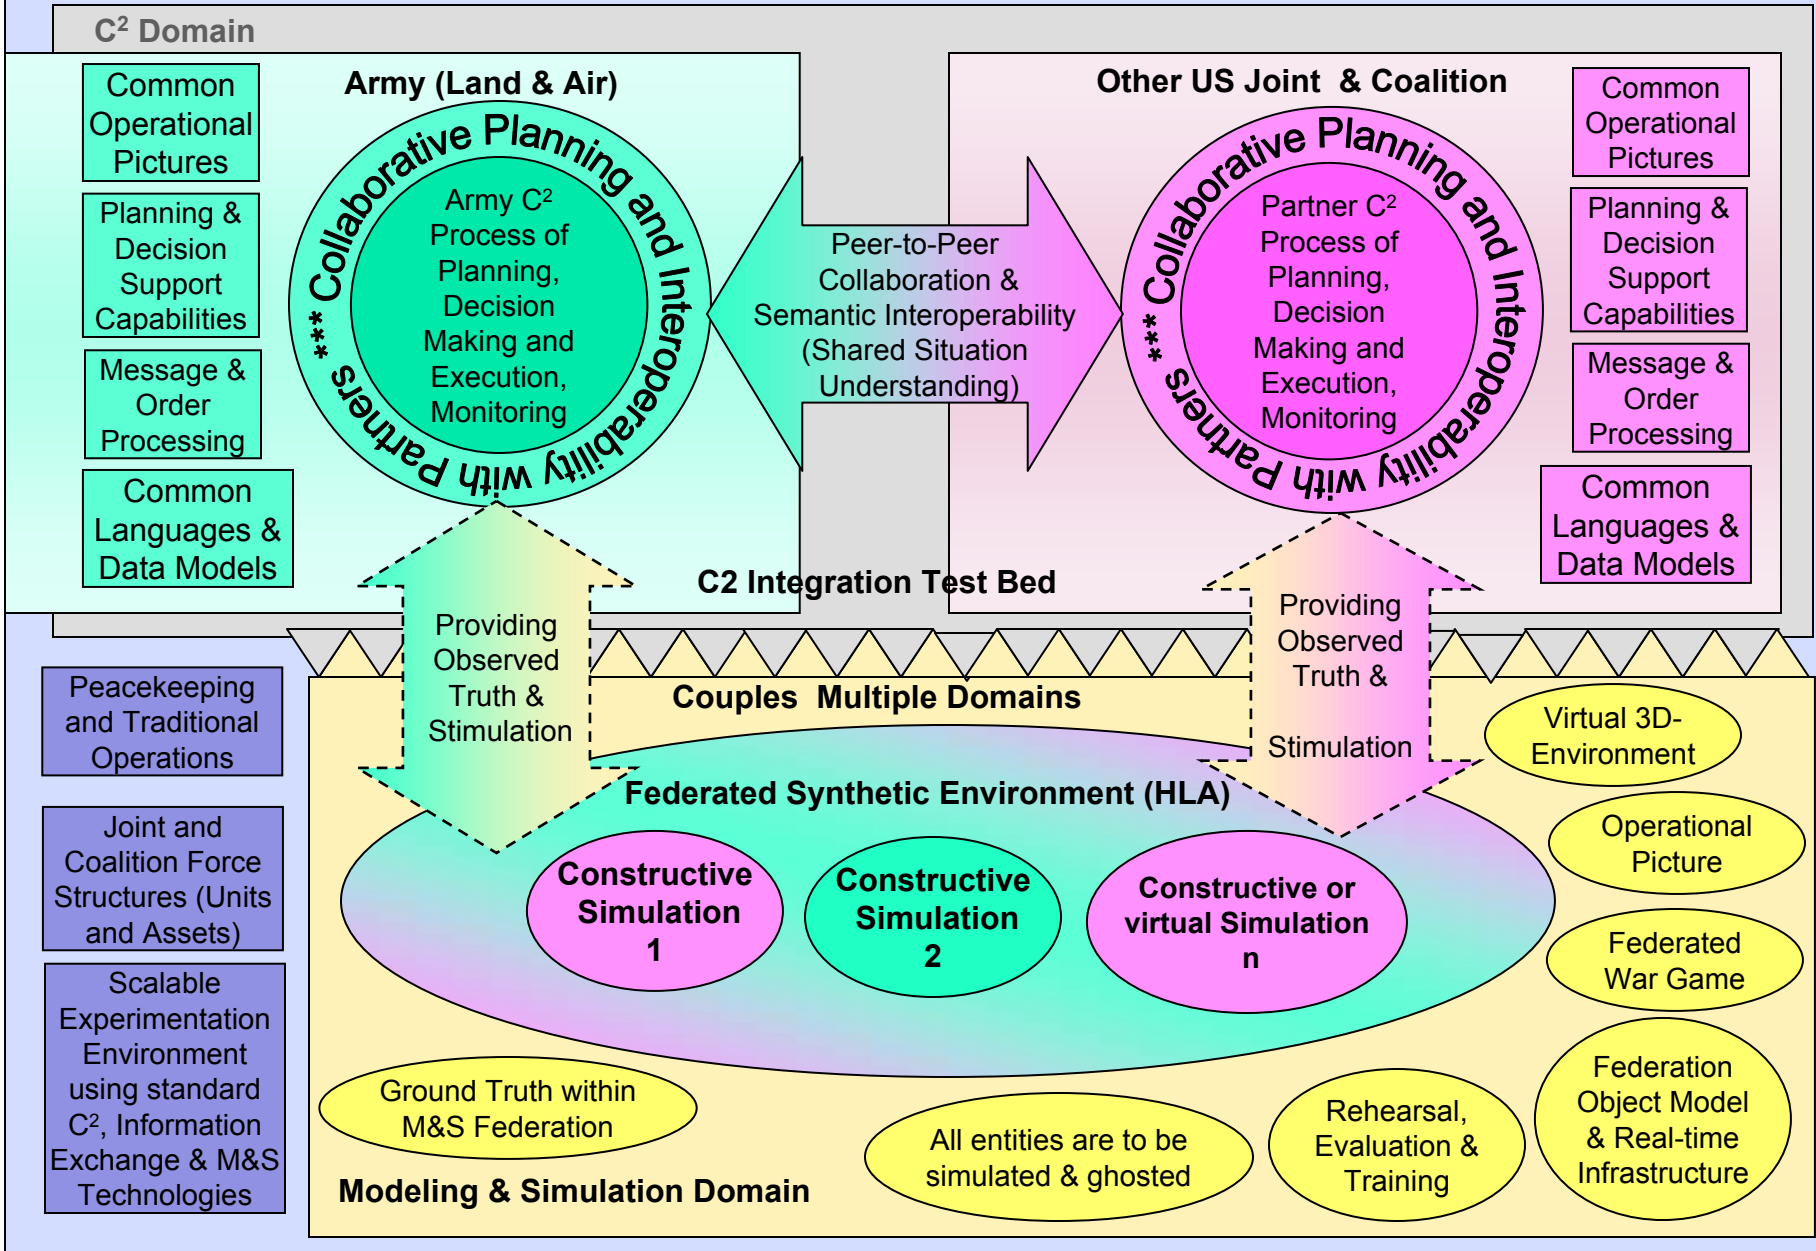 C² Domain
Army (Land & Air)
Other US Joint & Coalition
Common
Operational
Pictures
Planning &
Decision
Support
Capabilities
Message &
Order
Processing
Common
Languages &
Data Models
*** Collaborative Planning and Interoperability with Partners
Army C²
Process of
Planning,
Decision
Making and
Execution,
Monitoring
Peer-to-Peer
Collaboration &
Semantic Interoperability
(Shared Situation
Understanding)
*** Collaborative Planning and Interoperability with Partners
Partner C²
Process of
Planning,
Decision
Making and
Execution,
Monitoring
Common
Operational
Pictures
Planning &
Decision
Support
Capabilities
Message &
Order
Processing
Common
Languages &
Data Models
C2 Integration Test Bed
Providing
Observed
Truth &
Stimulation
Providing
Observed
Truth &
Stimulation
Peacekeeping
and Traditional
Operations
Joint and
Coalition Force
Structures (Units
and Assets)
Scalable
Experimentation
Environment
using standard
C², Information
Exchange & M&S
Technologies
Couples Multiple Domains
Federated Synthetic Environment (HLA)
Constructive
Simulation
1
Constructive
Simulation
2
Constructive or
virtual Simulation
n
Virtual 3D-
Environment
Operational
Picture
Federated
War Game
Federation
Object Model
& Real-time
Infrastructure
Ground Truth within
M&S Federation
All entities are to be
simulated & ghosted
Rehearsal,
Evaluation &
Training
Modeling & Simulation Domain